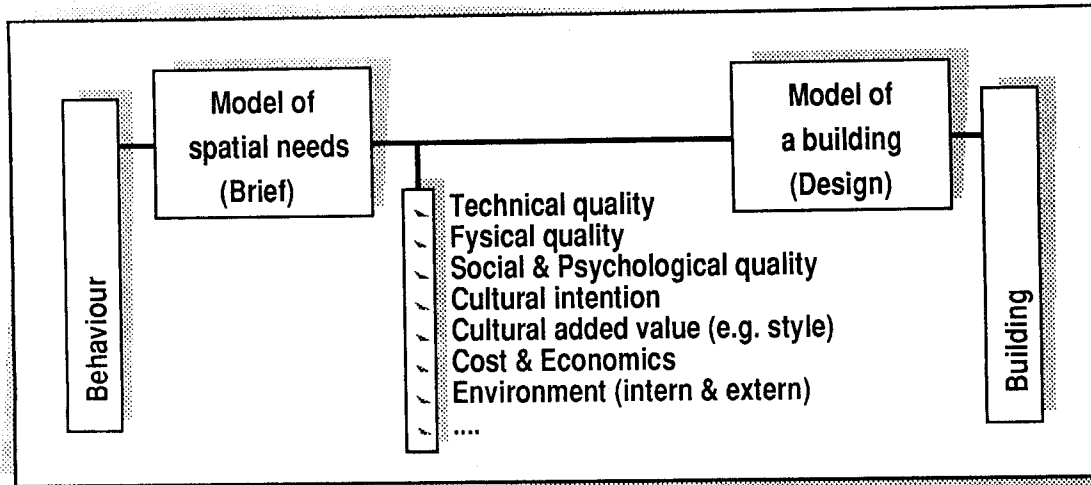 Behaviour
Model of
spatial needs
(Brief)
Technical quality
Fysical quality
Social & Psychological quality
Cultural intention
Cultural added value (e.g. style)
Cost & Economics
Environment (intern & extern)
....
Model of
a building
(Design)
Building